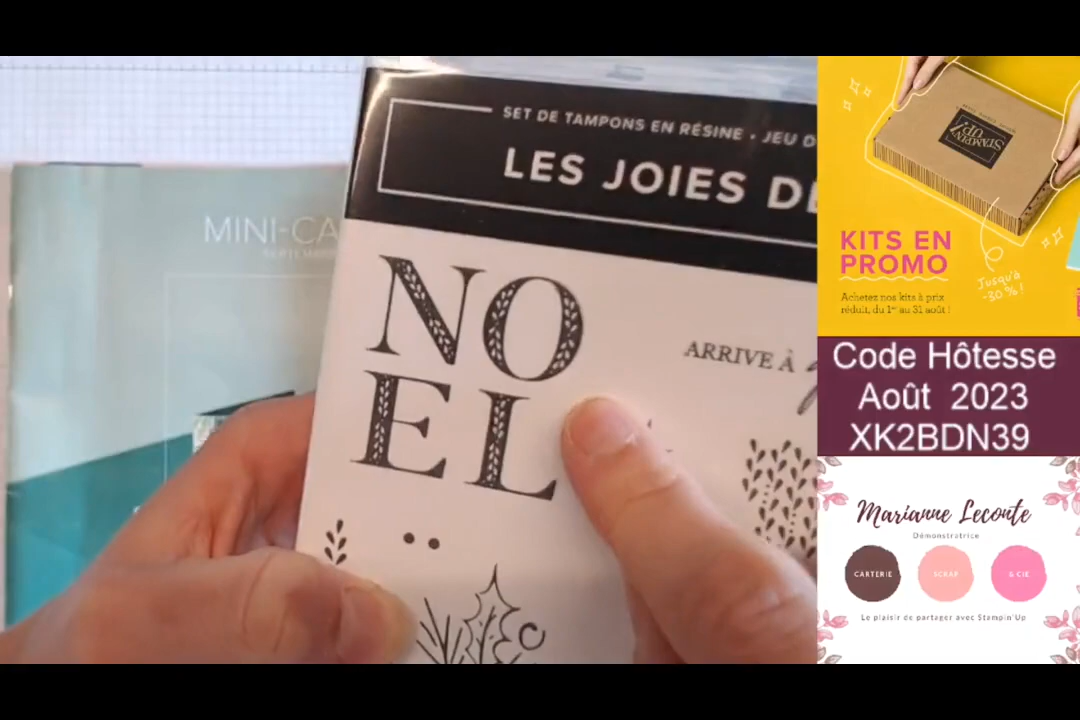 MINI-CA
SET DE TAMPONS EN RÉSINE • JEU D
LES JOIES DE
NO
EL
ARRIVE À
STAMPIN' UP!
KITS EN
PROMO
Jusqu'à
-30 % !
Achetez nos kits à prix
réduit, du 1er au 31 août !
Code Hôtesse
Août 2023
XK2BDN39
Marianne Leconte
Démonstratrice
CARTERIE
SCRAP
& CIE
Le plaisir de partager avec Stampin'Up